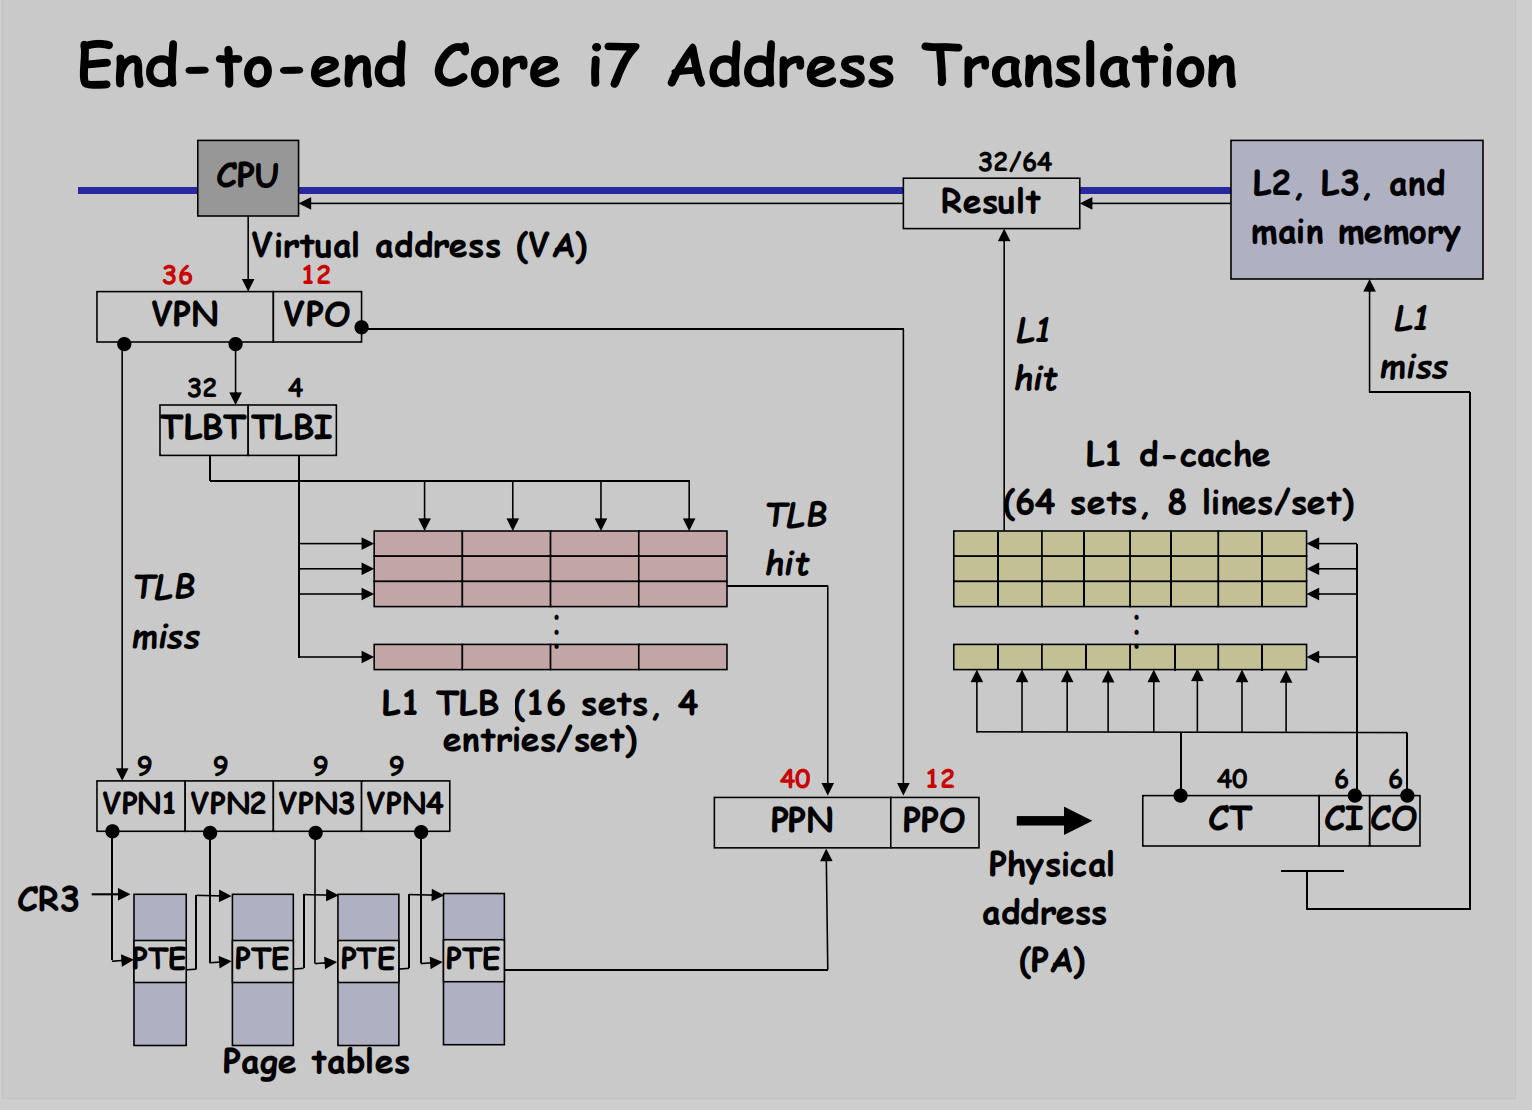 End-to-end Core i7 Address Translation
CPU
32/64
Result
L2, L3, and
main memory
Virtual address (VA)
36 12
VPN VPO
L1
hit
L1
miss
32 4
TLBT TLBI
L1 d-cache
(64 sets, 8 lines/set)
TLB
hit
TLB
miss
...
...
L1 TLB (16 sets, 4
entries/set)
9 9 9 9
VPN1 VPN2 VPN3 VPN4
40 12
PPN PPO
40 6 6
CT CI CO
Physical
address
(PA)
CR3
PTE PTE PTE PTE
Page tables